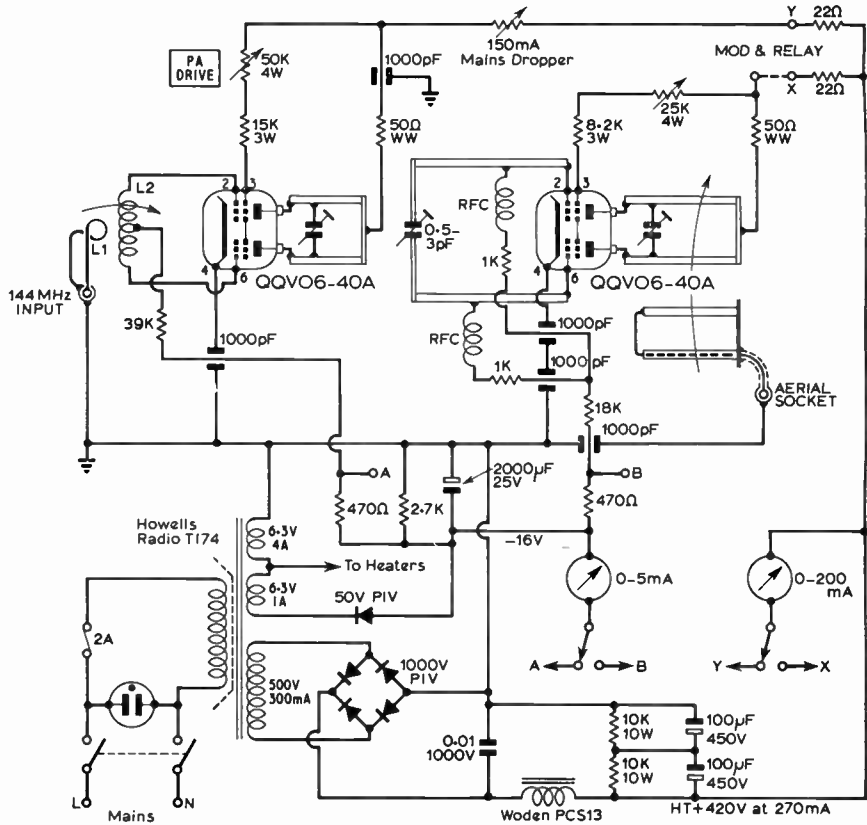 Y
22Ω
150mA
Mains Dropper
MOD & RELAY
X
22Ω
PA
DRIVE
50K
4W
1000pF
25K
4W
15K
3W
50Ω
WW
8·2K
3W
50Ω
WW
L2
2
3
RFC
2
3
L1
0·5-
3pF
1K
4
6
4
6
QQVO6-40A
QQVO6-40A
144MHz
INPUT
39K
1000pF
RFC
1000pF
1000pF
1K
18K
AERIAL
SOCKET
1000pF
A
2000µF
25V
B
470Ω
2·7K
470Ω
Howells
Radio T174
6·3V
4A
-16V
To Heaters
0-5mA
0-200
mA
6·3V
1A
50V PIV
2A
A
B
Y
X
500V
300mA
1000V
PIV
0·01
1000V
10K
10W
100µF
450V
10K
10W
100µF
450V
L
N
Mains
Woden PCS13
HT+420V at 270mA